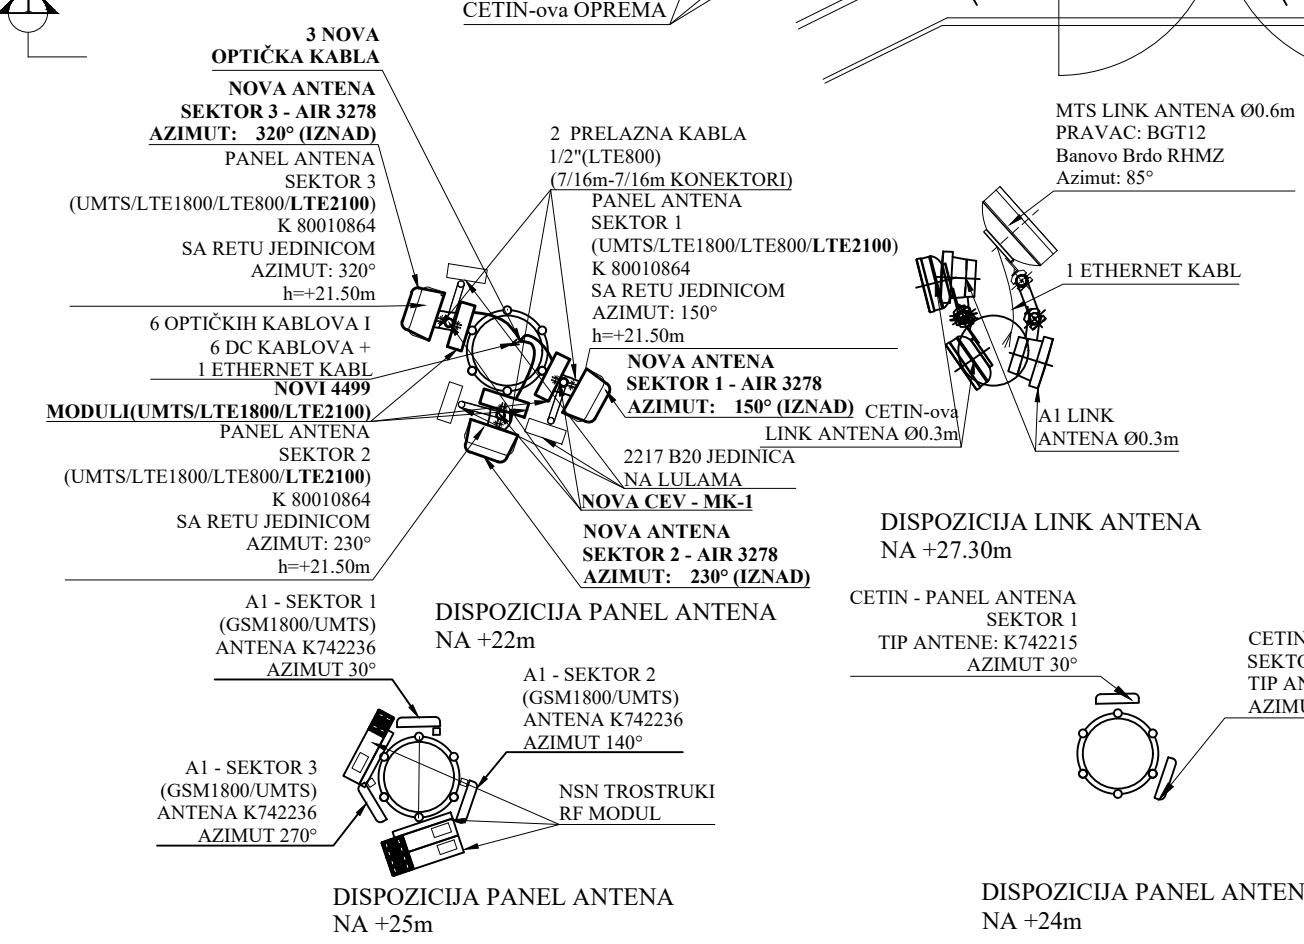 CETIN-ova OPREMA
3 NOVA
OPTIČKA KABLA
NOVA ANTENA
SEKTOR 3 - AIR 3278
AZIMUT: 320° (IZNAD)
PANEL ANTENA
SEKTOR 3
(UMTS/LTE1800/LTE800/LTE2100)
K 80010864
SA RETU JEDINICOM
AZIMUT: 320°
h=+21.50m
6 OPTIČKIH KABLOVA I
6 DC KABLOVA +
1 ETHERNET KABL
NOVI 4499
MODULI(UMTS/LTE1800/LTE2100)
PANEL ANTENA
SEKTOR 2
(UMTS/LTE1800/LTE800/LTE2100)
K 80010864
SA RETU JEDINICOM
AZIMUT: 230°
h=+21.50m
2 PRELAZNA KABLA
1/2"(LTE800)
(7/16m-7/16m KONEKTORI)
PANEL ANTENA
SEKTOR 1
(UMTS/LTE1800/LTE800/LTE2100)
K 80010864
SA RETU JEDINICOM
AZIMUT: 150°
h=+21.50m
NOVA ANTENA
SEKTOR 1 - AIR 3278
AZIMUT: 150° (IZNAD)
2217 B20 JEDINICA
NA LULAMA
NOVA CEV - MK-1
NOVA ANTENA
SEKTOR 2 - AIR 3278
AZIMUT: 230° (IZNAD)
DISPOZICIJA PANEL ANTENA
NA +22m
MTS LINK ANTENA Ø0.6m
PRAVAC: BGT12
Banovo Brdo RHMZ
Azimut: 85°
1 ETHERNET KABL
CETIN-ova
LINK ANTENA Ø0.3m
A1 LINK
ANTENA Ø0.3m
DISPOZICIJA LINK ANTENA
NA +27.30m
A1 - SEKTOR 1
(GSM1800/UMTS)
ANTENA K742236
AZIMUT 30°
A1 - SEKTOR 2
(GSM1800/UMTS)
ANTENA K742236
AZIMUT 140°
A1 - SEKTOR 3
(GSM1800/UMTS)
ANTENA K742236
AZIMUT 270°
NSN TROSTRUKI
RF MODUL
DISPOZICIJA PANEL ANTENA
NA +25m
CETIN - PANEL ANTENA
SEKTOR 1
TIP ANTENE: K742215
AZIMUT 30°
CETIN
TIP
DISPOZICIJA PANEL
NA +24m